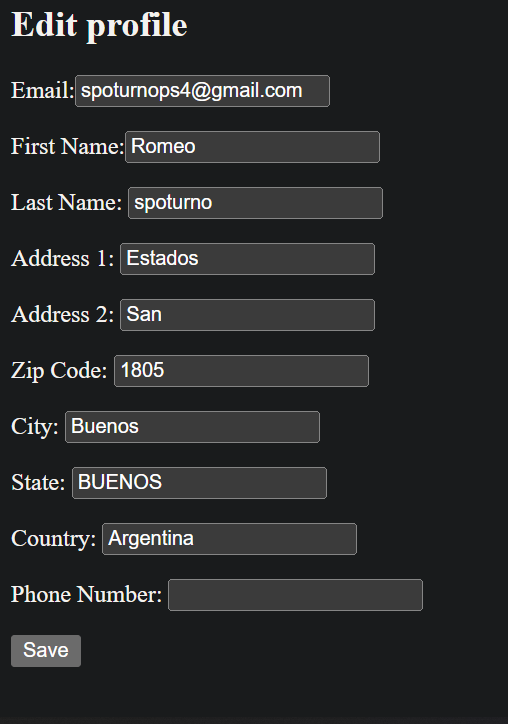 Edit profile
Email: spoturnops4@gmail.com
First Name: Romeo
Last Name: spoturno
Address 1: Estados
Address 2: San
Zip Code: 1805
City: Buenos
State: BUENOS
Country: Argentina
Phone Number:
Save